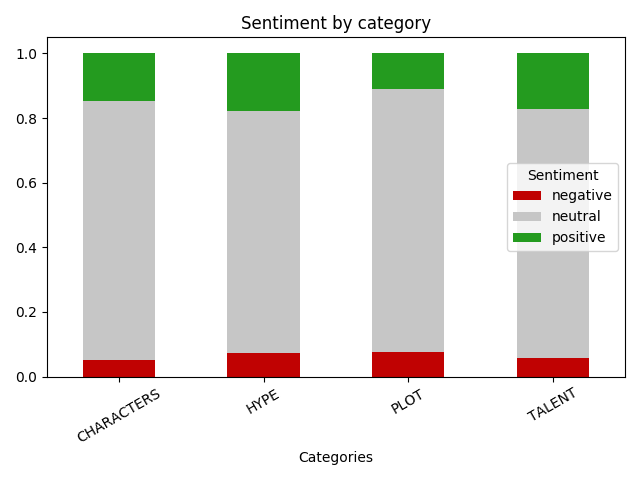 Sentiment by category
1.0
0.8
0.6
0.4
0.2
0.0
Sentiment
negative
neutral
positive
CHARACTERS
HYPE
PLOT
TALENT
Categories